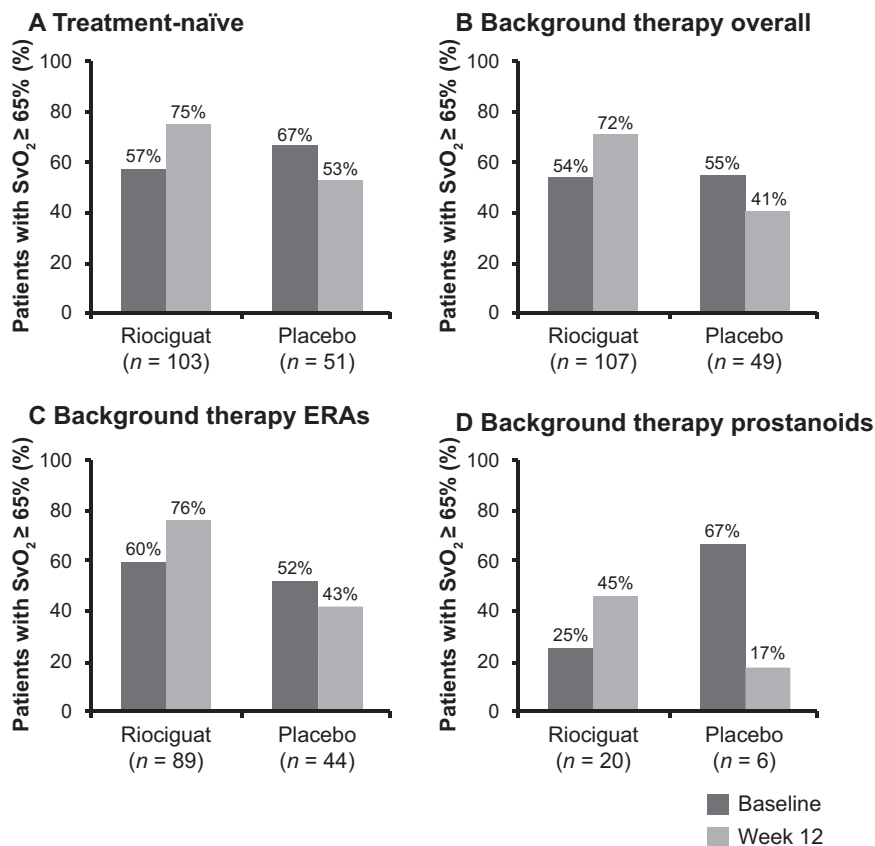 A Treatment-naïve
Patients with SvO₂ ≥ 65% (%)
100
80
60
40
20
0
57%
75%
67%
53%
Riociguat
(n = 103)
Placebo
(n = 51)
B Background therapy overall
Patients with SvO₂ ≥ 65% (%)
100
80
60
40
20
0
54%
72%
55%
41%
Riociguat
(n = 107)
Placebo
(n = 49)
C Background therapy ERAs
Patients with SvO₂ ≥ 65% (%)
100
80
60
40
20
0
60%
76%
52%
43%
Riociguat
(n = 89)
Placebo
(n = 44)
D Background therapy prostanoids
Patients with SvO₂ ≥ 65% (%)
100
80
60
40
20
0
25%
45%
67%
17%
Riociguat
(n = 20)
Placebo
(n = 6)
Baseline
Week 12